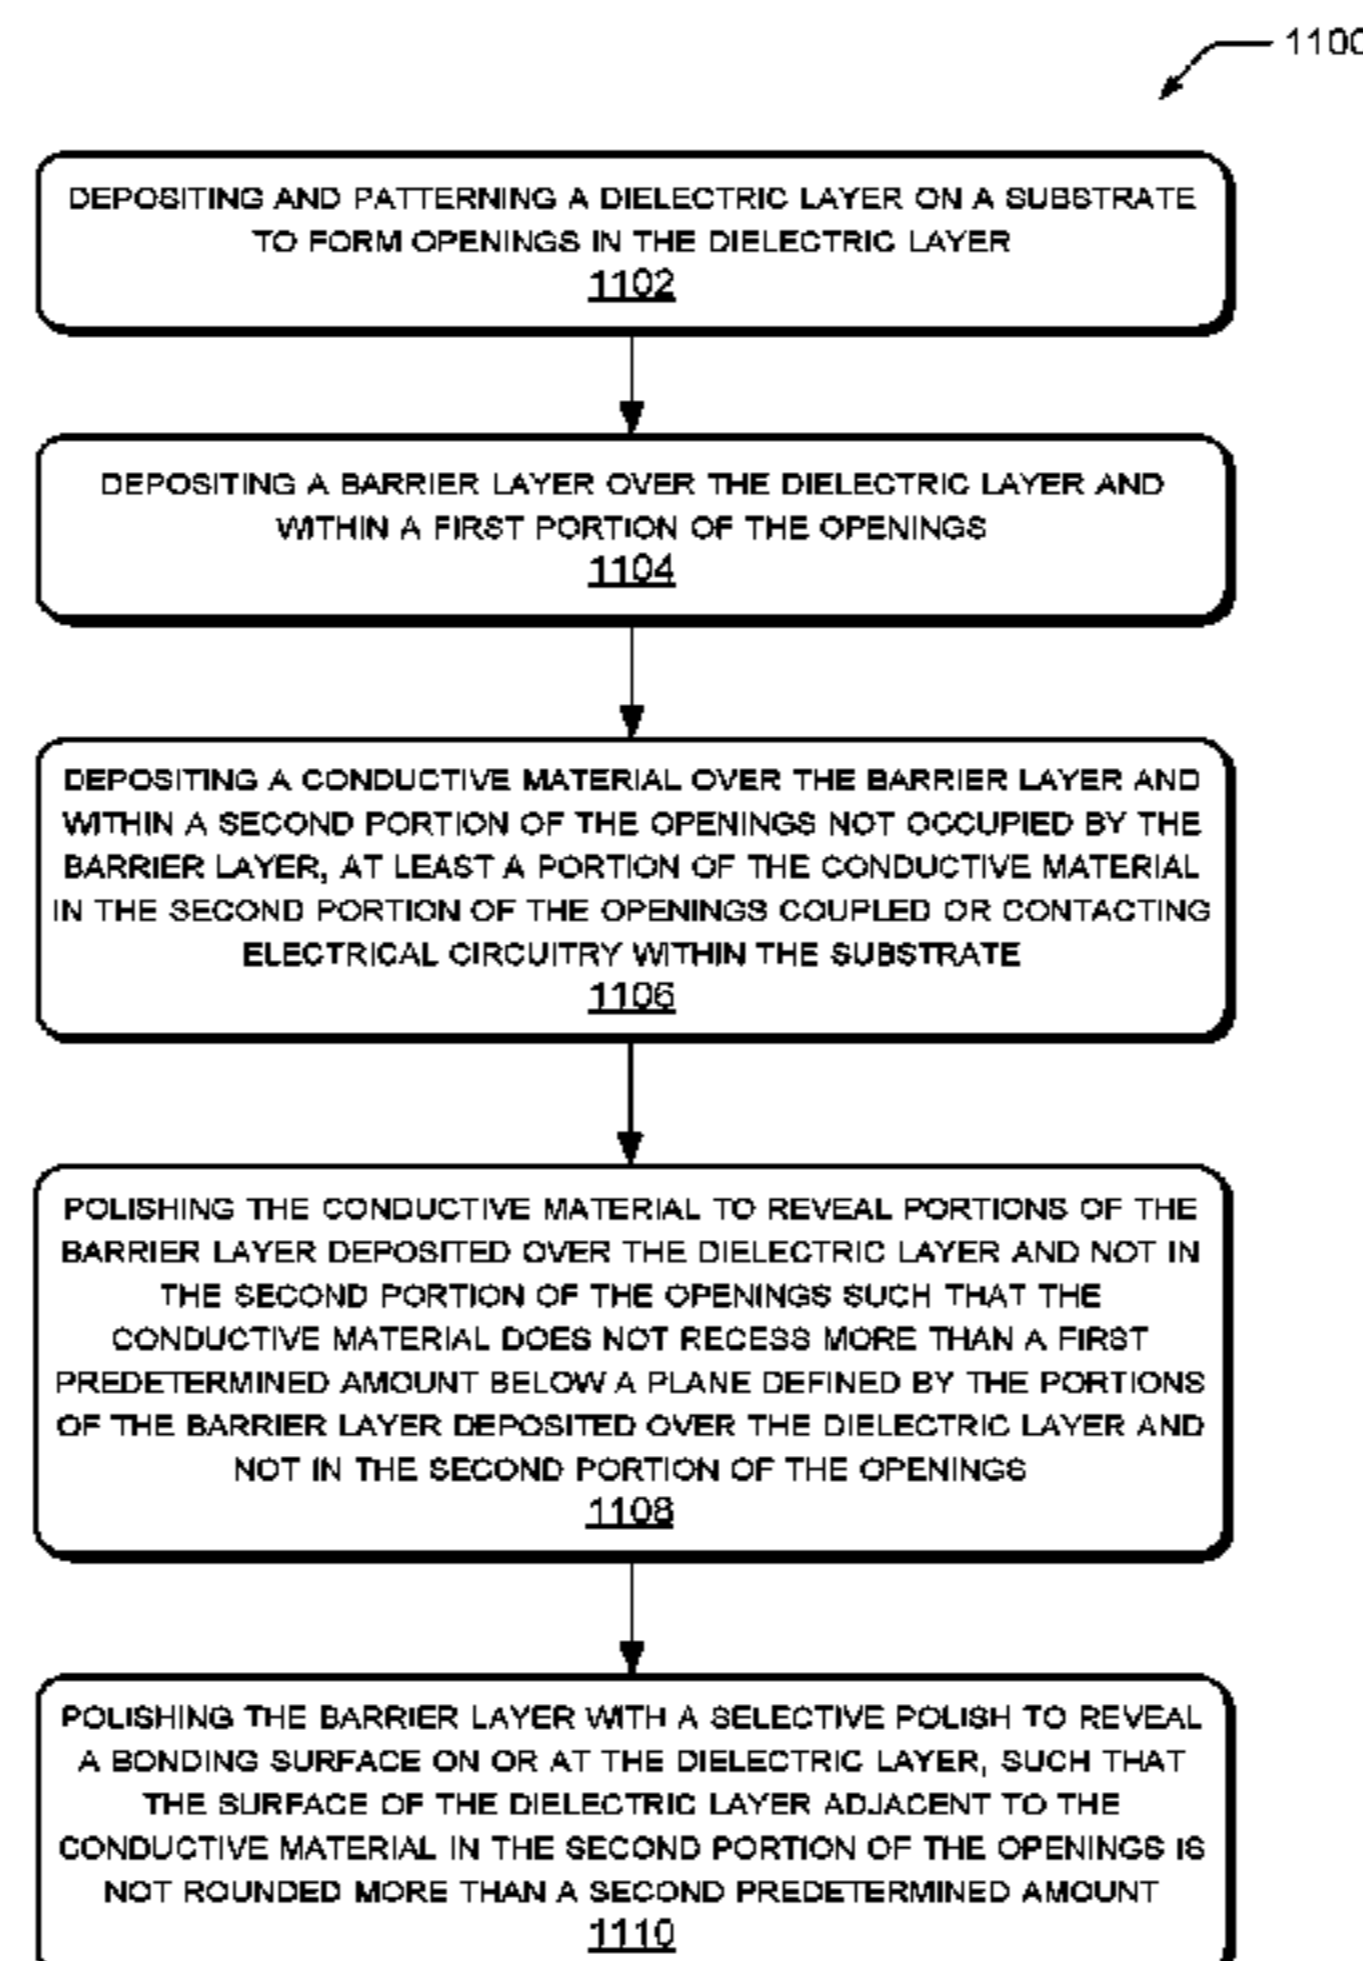 1100
DEPOSITING AND PATTERNING A DIELECTRIC LAYER ON A SUBSTRATE
TO FORM OPENINGS IN THE DIELECTRIC LAYER
1102
DEPOSITING A BARRIER LAYER OVER THE DIELECTRIC LAYER AND
WITHIN A FIRST PORTION OF THE OPENINGS
1104
DEPOSITING A CONDUCTIVE MATERIAL OVER THE BARRIER LAYER AND
WITHIN A SECOND PORTION OF THE OPENINGS NOT OCCUPIED BY THE
BARRIER LAYER, AT LEAST A PORTION OF THE CONDUCTIVE MATERIAL
IN THE SECOND PORTION OF THE OPENINGS COUPLED OR CONTACTING
ELECTRICAL CIRCUITRY WITHIN THE SUBSTRATE
1106
POLISHING THE CONDUCTIVE MATERIAL TO REVEAL PORTIONS OF THE
BARRIER LAYER DEPOSITED OVER THE DIELECTRIC LAYER AND NOT IN
THE SECOND PORTION OF THE OPENINGS SUCH THAT THE
CONDUCTIVE MATERIAL DOES NOT RECESS MORE THAN A FIRST
PREDETERMINED AMOUNT BELOW A PLANE DEFINED BY THE PORTIONS
OF THE BARRIER LAYER DEPOSITED OVER THE DIELECTRIC LAYER AND
NOT IN THE SECOND PORTION OF THE OPENINGS
1108
POLISHING THE BARRIER LAYER WITH A SELECTIVE POLISH TO REVEAL
A BONDING SURFACE ON OR AT THE DIELECTRIC LAYER, SUCH THAT
THE SURFACE OF THE DIELECTRIC LAYER ADJACENT TO THE
CONDUCTIVE MATERIAL IN THE SECOND PORTION OF THE OPENINGS IS
NOT ROUNDED MORE THAN A SECOND PREDETERMINED AMOUNT
1110